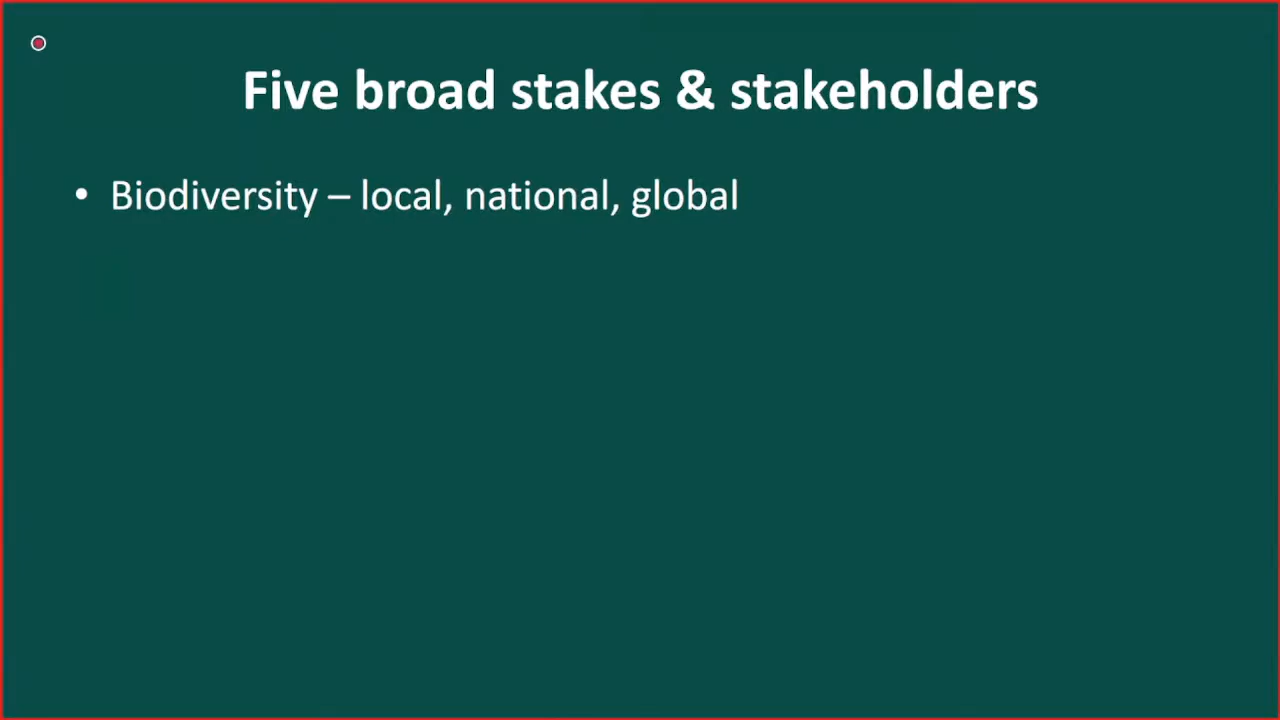 Five broad stakes & stakeholders
• Biodiversity – local, national, global